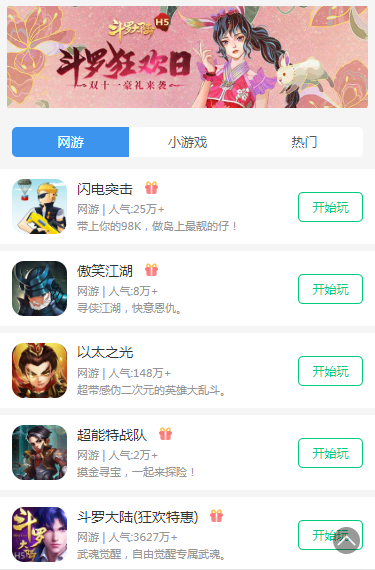 斗罗大陆 H5
斗罗狂欢日
双十一豪礼来袭
网游 小游戏 热门
闪电突击
网游 | 人气:25万+
带上你的98K，做岛上最靓的仔！
开始玩
傲笑江湖
网游 | 人气:8万+
寻侠江湖，快意恩仇。
开始玩
以太之光
网游 | 人气:148万+
超带感伪二次元的英雄大乱斗。
开始玩
超能特战队
网游 | 人气:2万+
摸金寻宝，一起来探险！
开始玩
斗罗大陆
H5
斗罗大陆(狂欢特惠)
网游 | 人气:3627万+
武魂觉醒，自由觉醒专属武魂。
开始玩